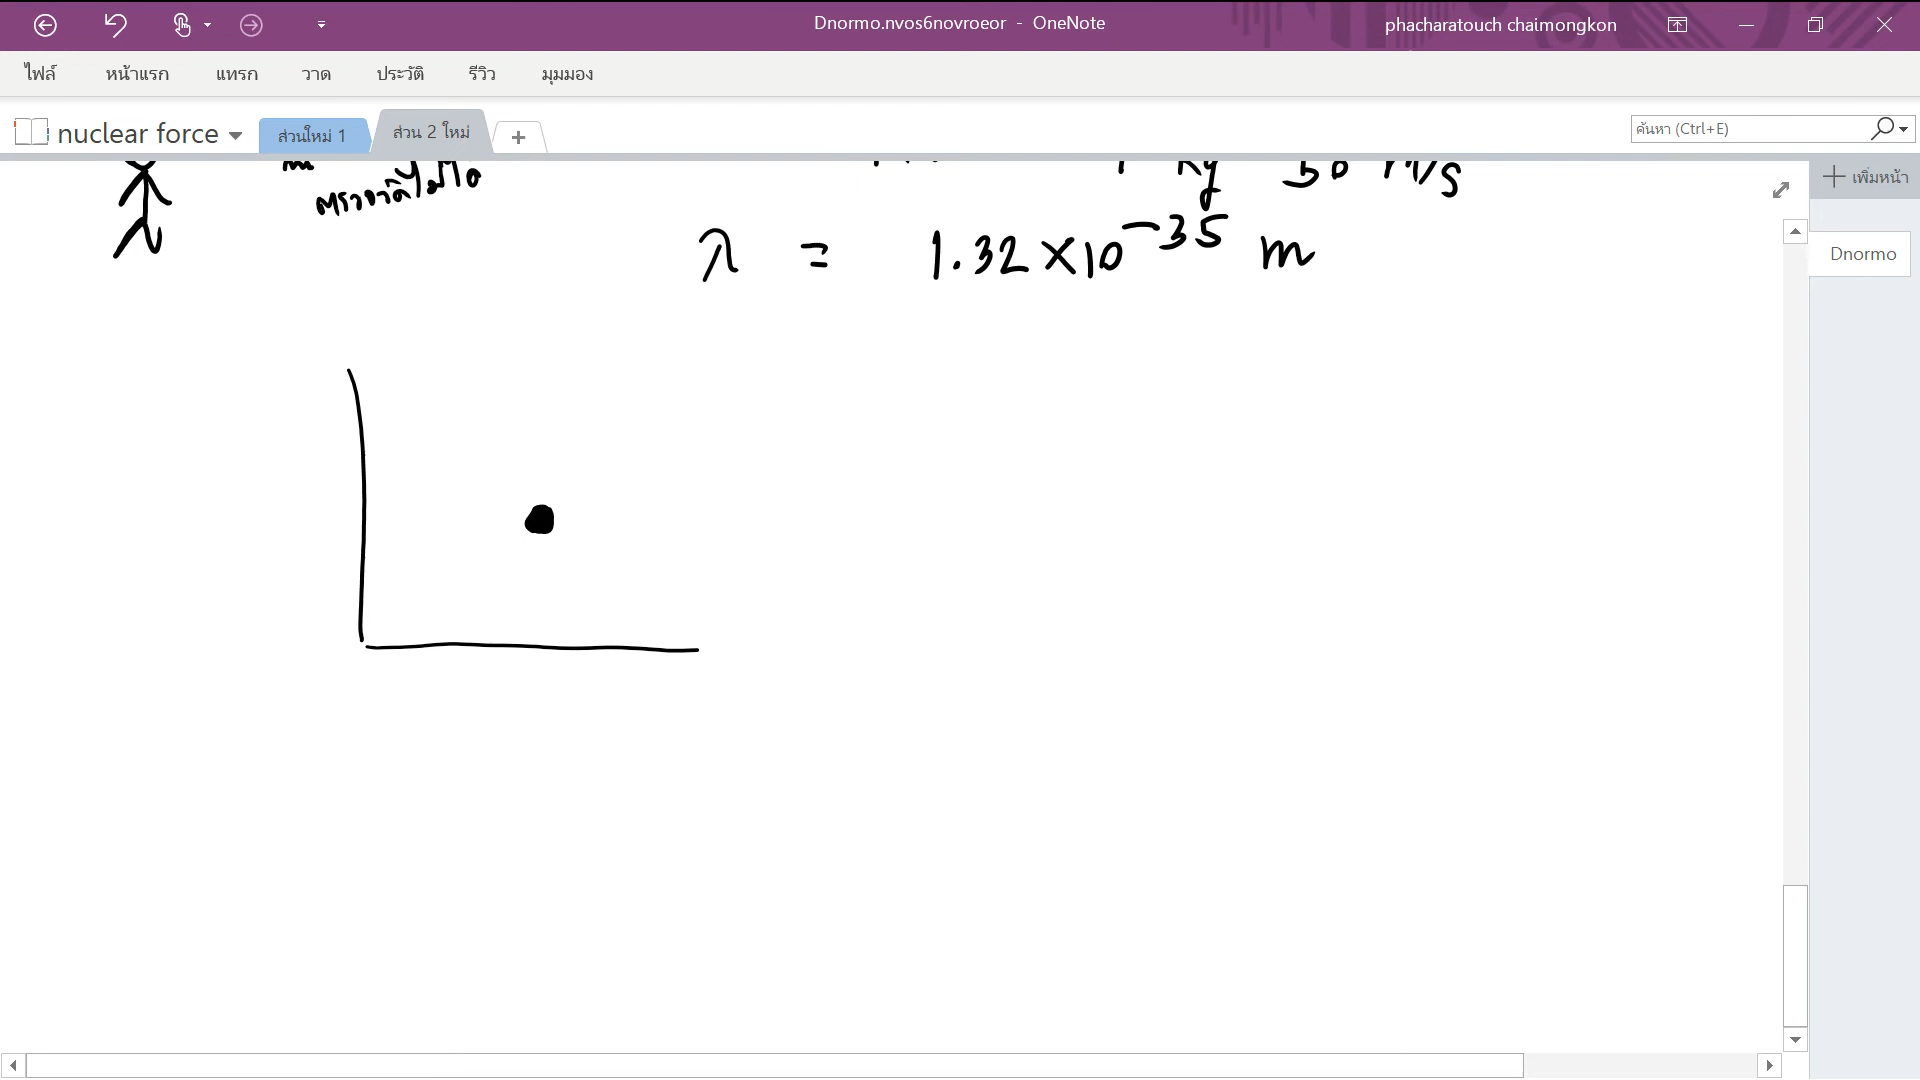 Dnormo.nvos6novroeor - OneNote
phacharatouch chaimongkon
ไฟล์ หน้าแรก แทรก วาด ประวัติ รีวิว มุมมอง
nuclear force ส่วนใหม่ 1 ส่วน 2 ใหม่ +
ค้นหา (Ctrl+E)
เพิ่มหน้า
Dnormo
kg 50 m/s
λ = 1.32 ×10⁻³⁵ m